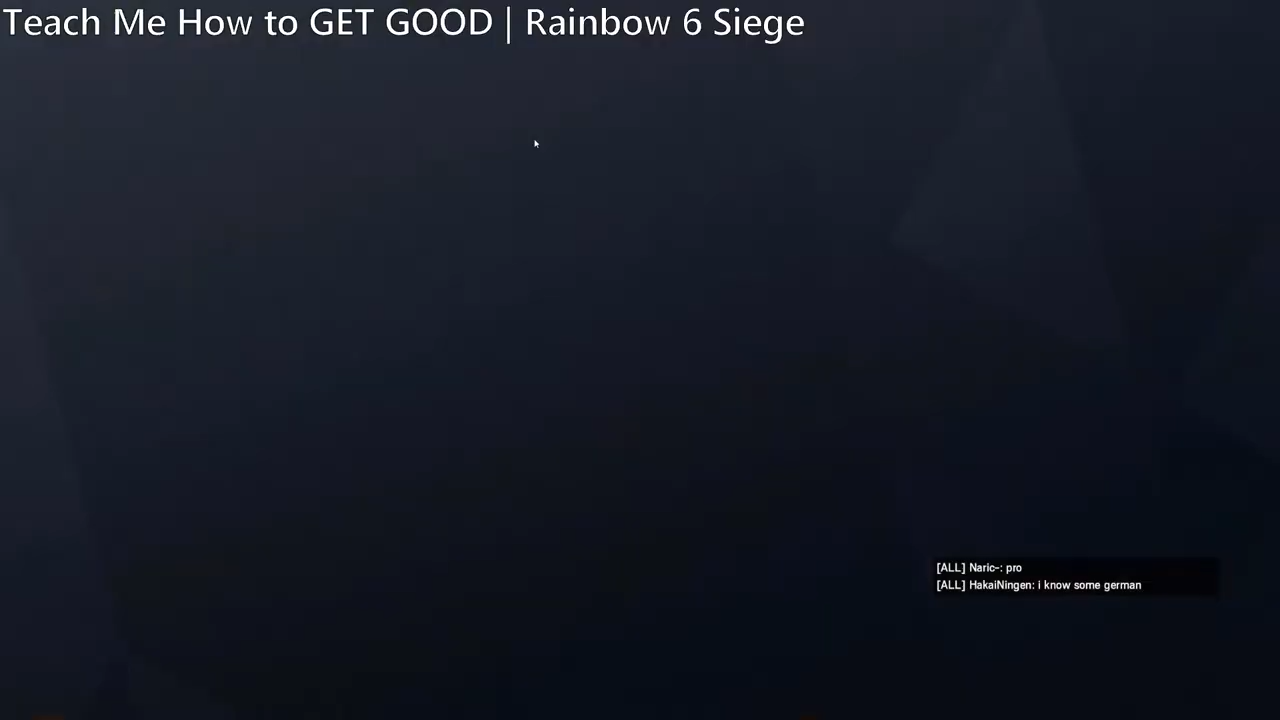 Teach Me How to GET GOOD | Rainbow 6 Siege
[ALL] Naric-: pro
[ALL] HakaiNingen: i know some german